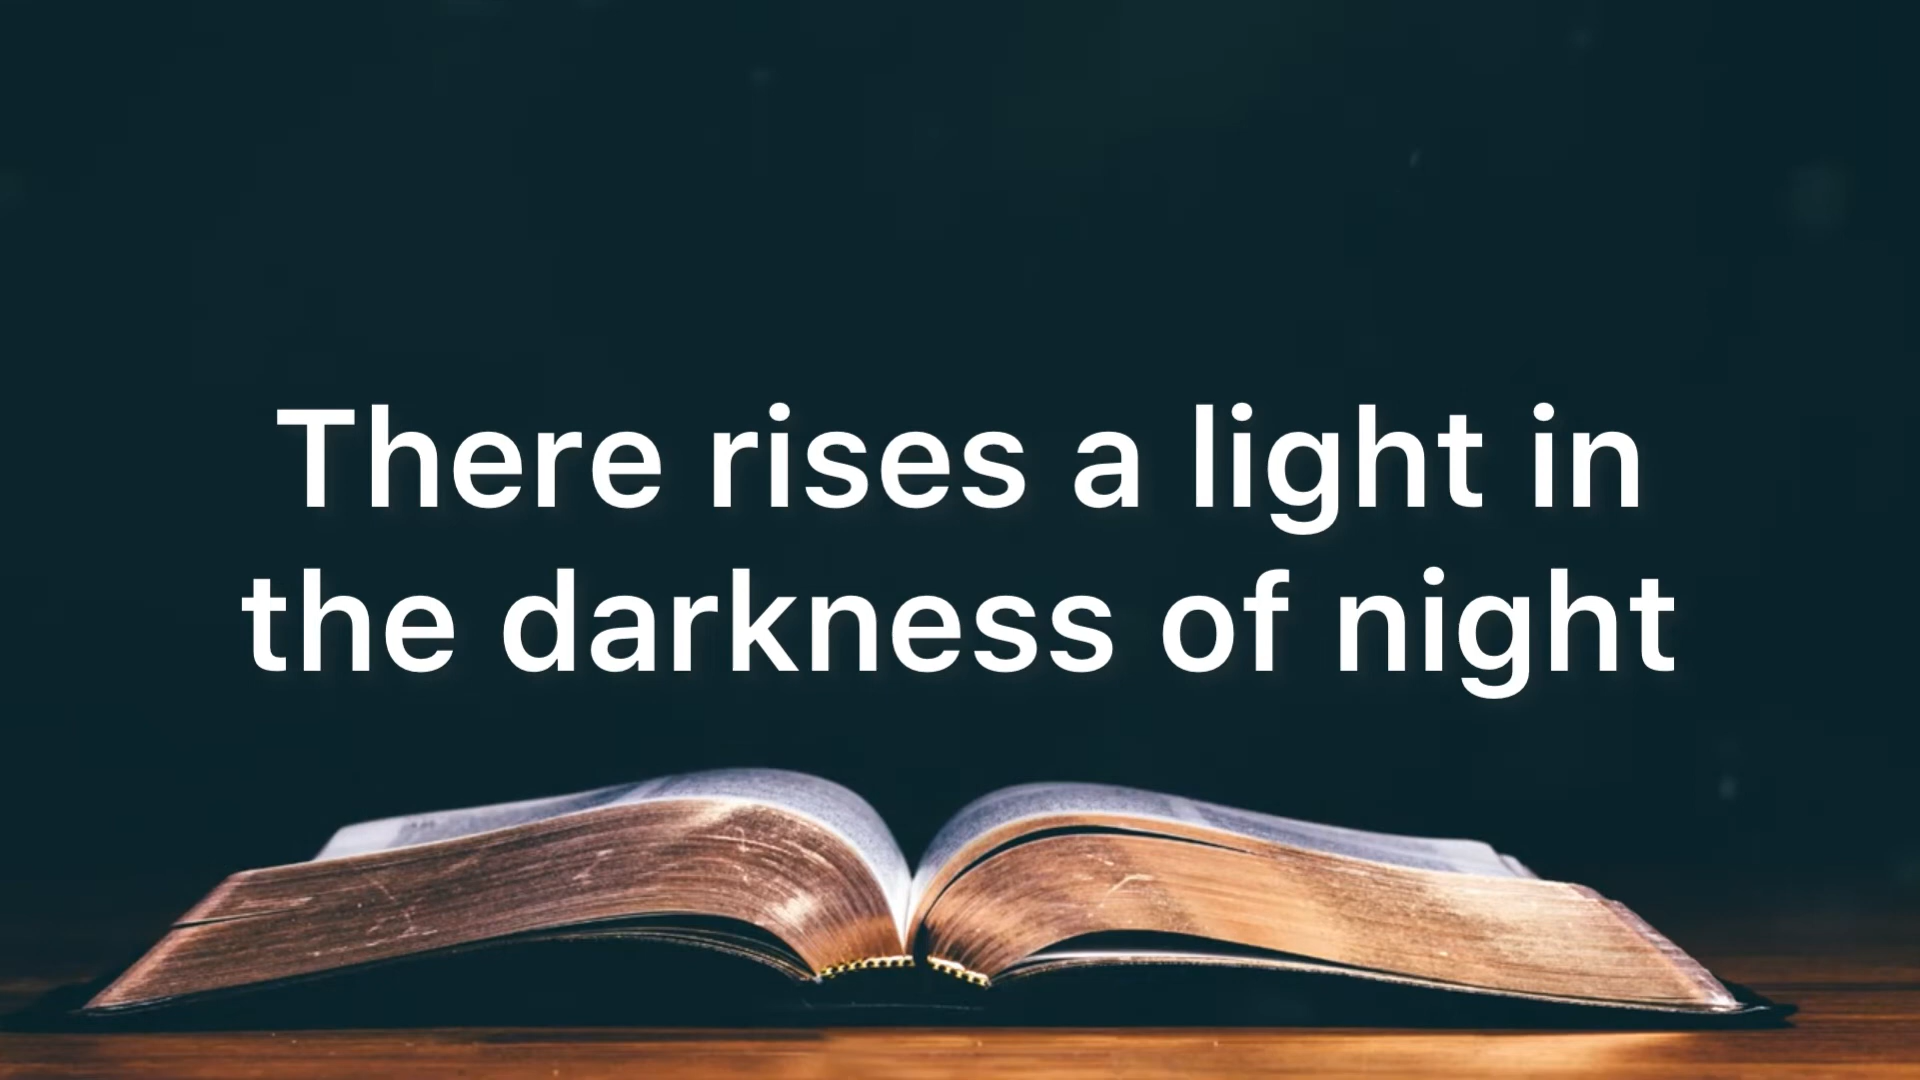 There rises a light in
the darkness of night